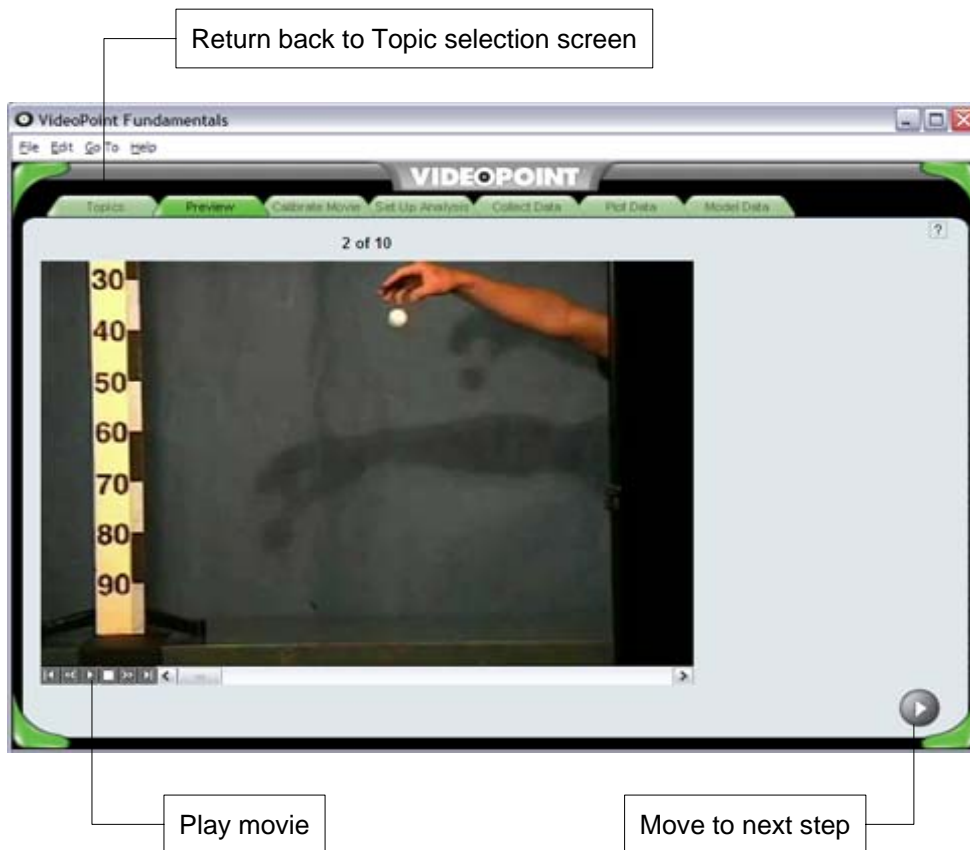 Return back to Topic selection screen
VideoPoint Fundamentals
File Edit Go To Help
VIDEOPOINT
Topics Preview Calibrate Movie Set Up Analysis Collect Data Plot Data Model Data
?
2 of 10
30
40
50
60
70
80
90
Play movie
Move to next step